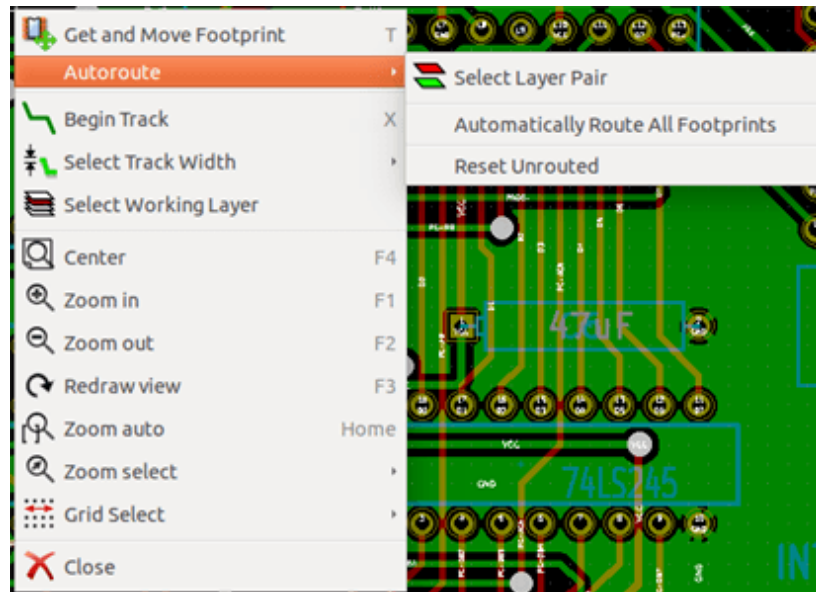 Get and Move Footprint T
Autoroute
Begin Track X
Select Track Width
Select Working Layer
Center F4
Zoom in F1
Zoom out F2
Redraw view F3
Zoom auto Home
Zoom select
Grid Select
Close
Select Layer Pair
Automatically Route All Footprints
Reset Unrouted
47uF
VCC
GND
74LS245
INT